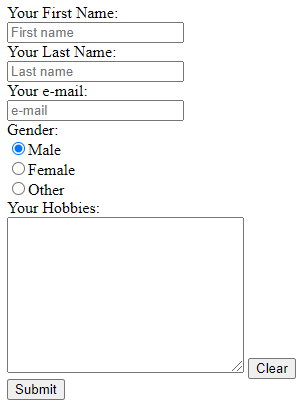 Your First Name:
First name
Your Last Name:
Last name
Your e-mail:
e-mail
Gender:
Male
Female
Other
Your Hobbies:
Clear
Submit